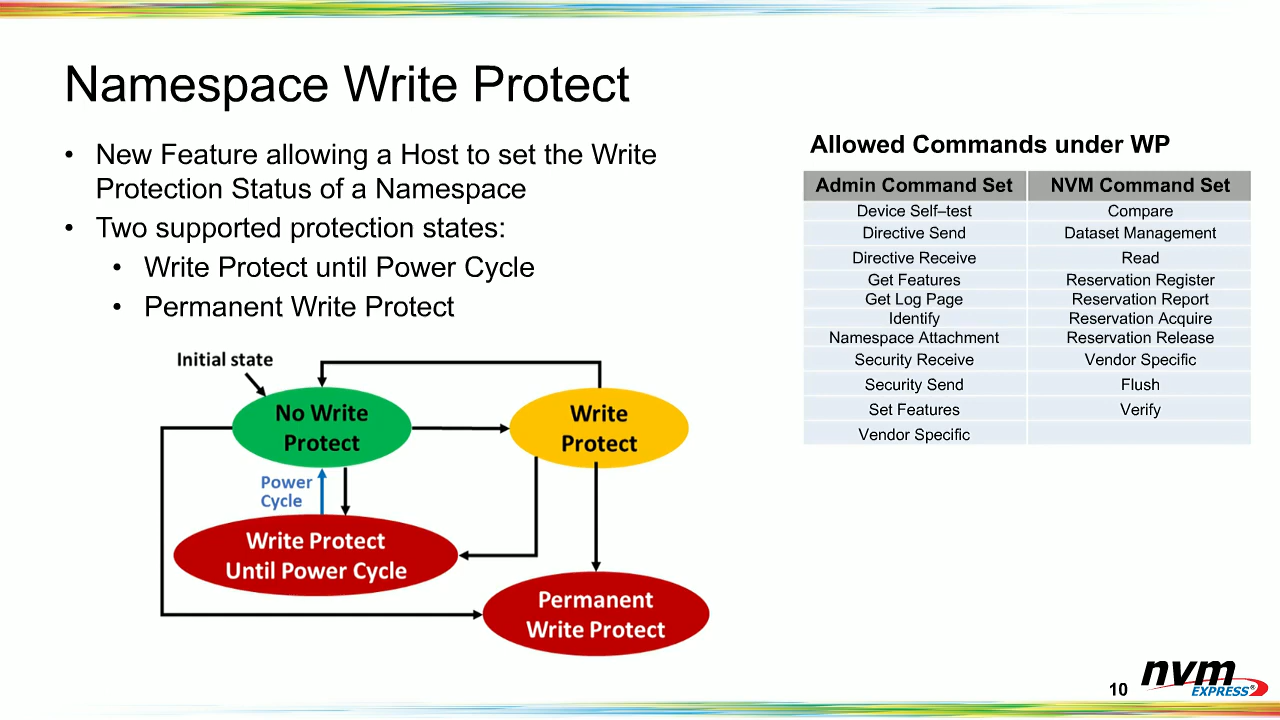 Namespace Write Protect
• New Feature allowing a Host to set the Write
Protection Status of a Namespace
• Two supported protection states:
• Write Protect until Power Cycle
• Permanent Write Protect
Initial state
No Write
Protect
Write
Protect
Power
Cycle
Write Protect
Until Power Cycle
Permanent
Write Protect
Allowed Commands under WP
Admin Command Set NVM Command Set
Device Self–test Compare
Directive Send Dataset Management
Directive Receive Read
Get Features Reservation Register
Get Log Page Reservation Report
Identify Reservation Acquire
Namespace Attachment Reservation Release
Security Receive Vendor Specific
Security Send Flush
Set Features Verify
Vendor Specific
10
nvm
EXPRESS®